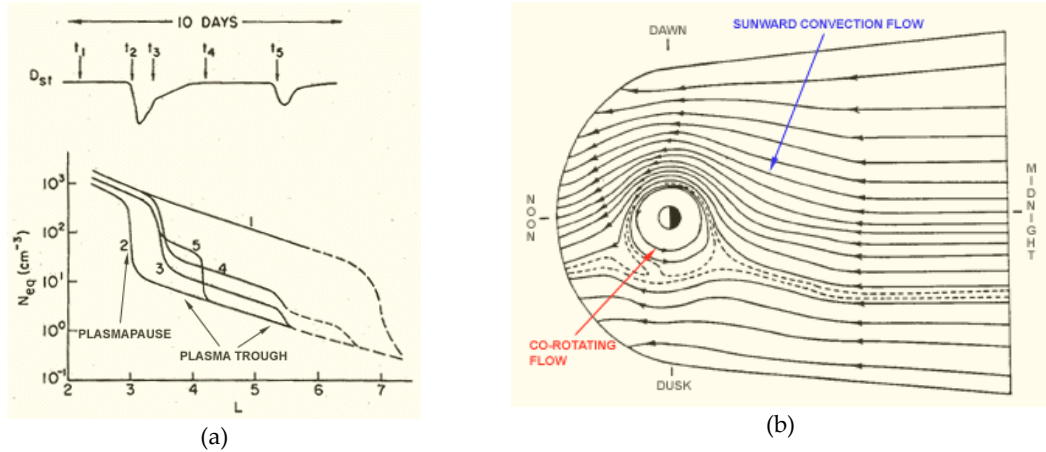 10 DAYS
t1 t2 t3 t4 t5
Dst
10³
10²
10¹
10⁰
10⁻¹
Neq (cm⁻³)
1
2
3
5
4
PLASMAPAUSE
PLASMA TROUGH
2 3 4 5 6 7
L
(a)
SUNWARD CONVECTION FLOW
DAWN
NOON
MIDNIGHT
CO-ROTATING
FLOW
DUSK
(b)